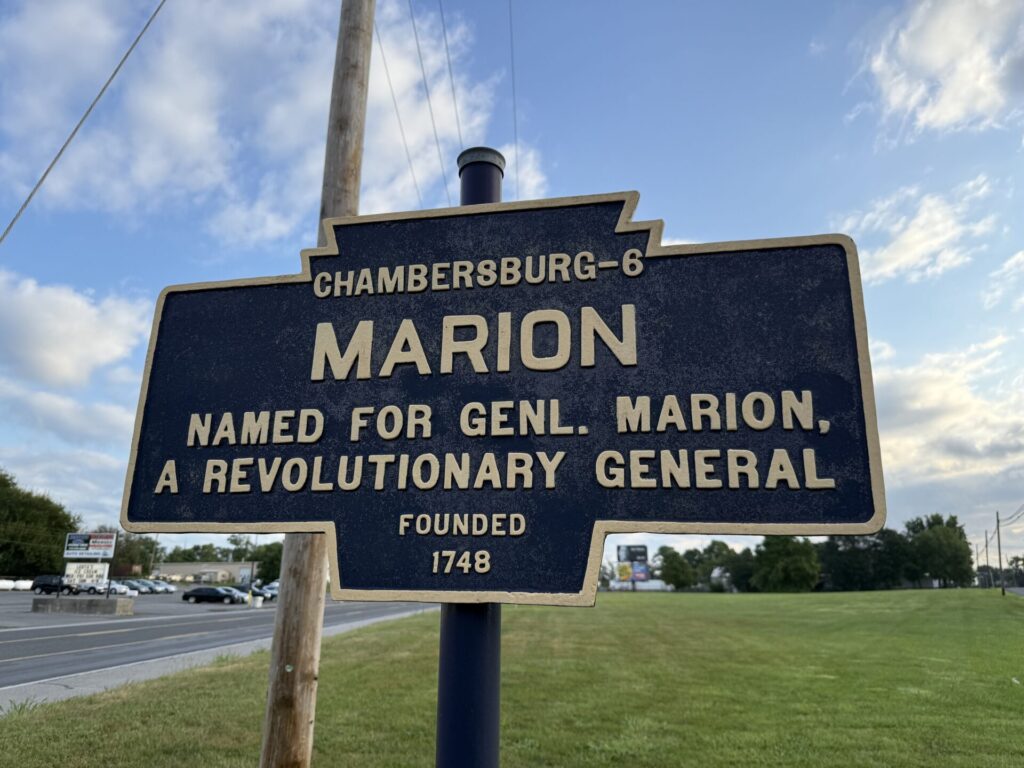 CHAMBERSBURG-6
MARION
NAMED FOR GENL. MARION,
A REVOLUTIONARY GENERAL
FOUNDED
1748